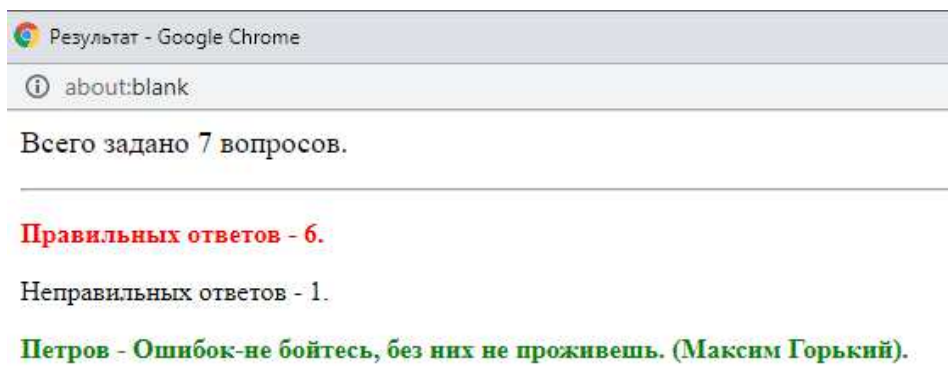 Результат - Google Chrome
about:blank
Всего задано 7 вопросов.
Правильных ответов - 6.
Неправильных ответов - 1.
Петров - Ошибок-не бойтесь, без них не проживешь. (Максим Горький).